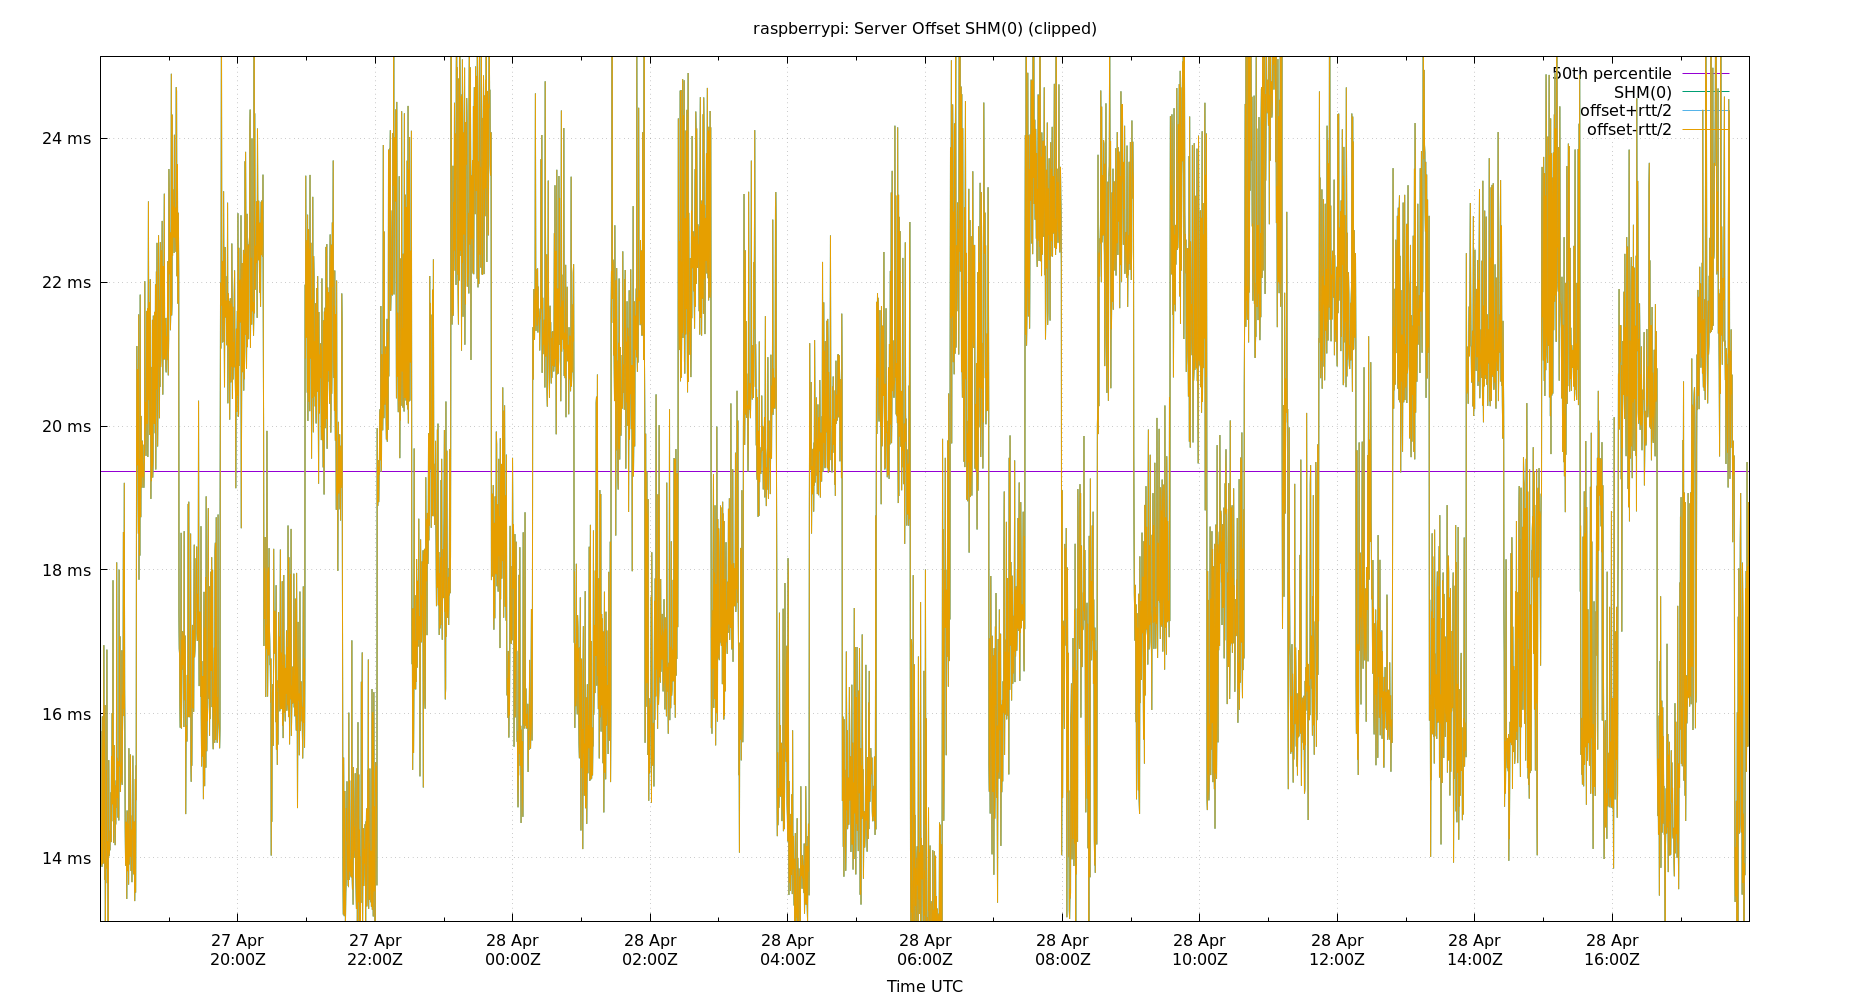 raspberrypi: Server Offset SHM(0) (clipped)
50th percentile
SHM(0)
offset+rtt/2
offset-rtt/2
24 ms
22 ms
20 ms
18 ms
16 ms
14 ms
27 Apr 27 Apr 28 Apr 28 Apr 28 Apr 28 Apr 28 Apr 28 Apr 28 Apr 28 Apr 28 Apr
20:00Z 22:00Z 00:00Z 02:00Z 04:00Z 06:00Z 08:00Z 10:00Z 12:00Z 14:00Z 16:00Z
Time UTC